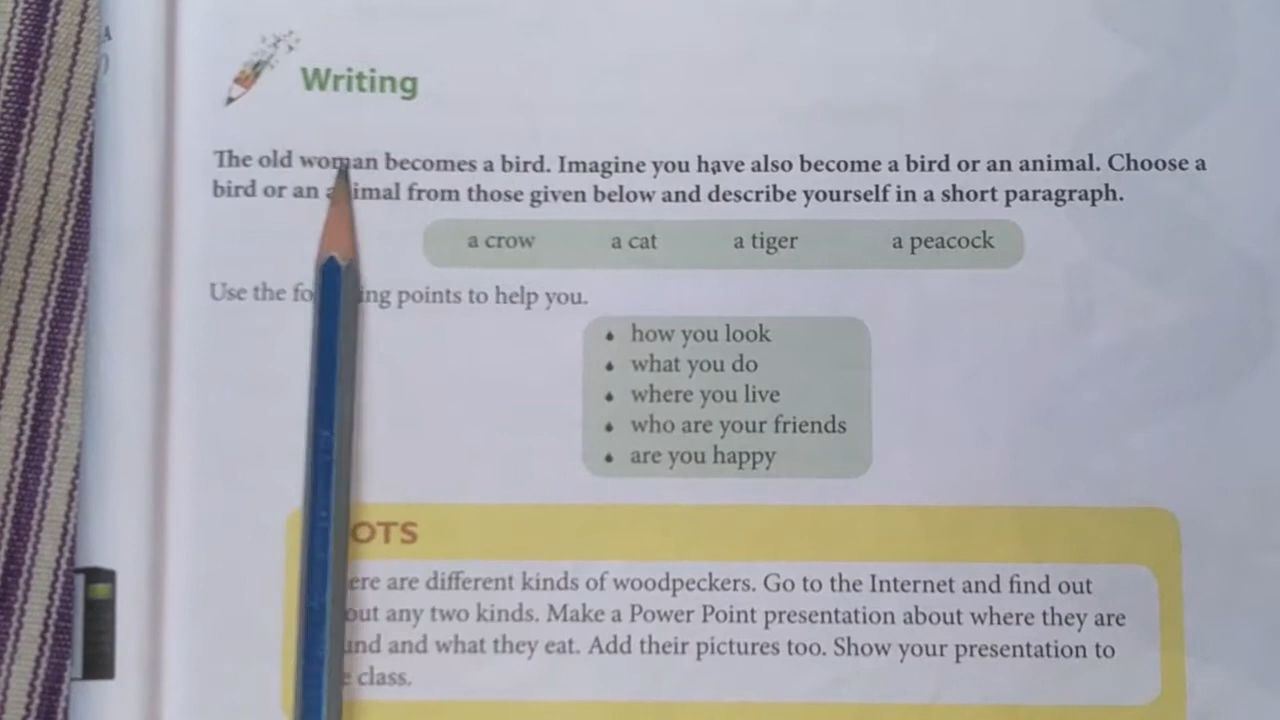 Writing
The old woman becomes a bird. Imagine you have also become a bird or an animal. Choose a
bird or an animal from those given below and describe yourself in a short paragraph.
a crow a cat a tiger a peacock
Use the following points to help you.
• how you look
• what you do
• where you live
• who are your friends
• are you happy
OTS
ere are different kinds of woodpeckers. Go to the Internet and find out
out any two kinds. Make a Power Point presentation about where they are
und and what they eat. Add their pictures too. Show your presentation to
e class.